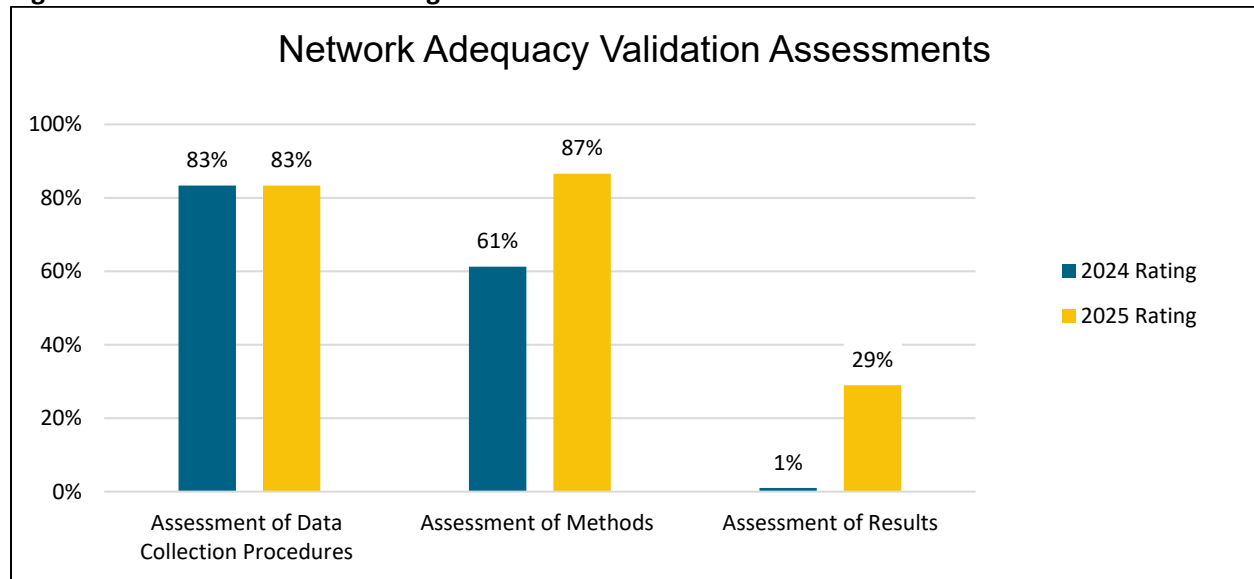 Network Adequacy Validation Assessments
100%
80%
60%
40%
20%
0%
83%
83%
61%
87%
1%
29%
Assessment of Data
Collection Procedures
Assessment of Methods
Assessment of Results
2024 Rating
2025 Rating